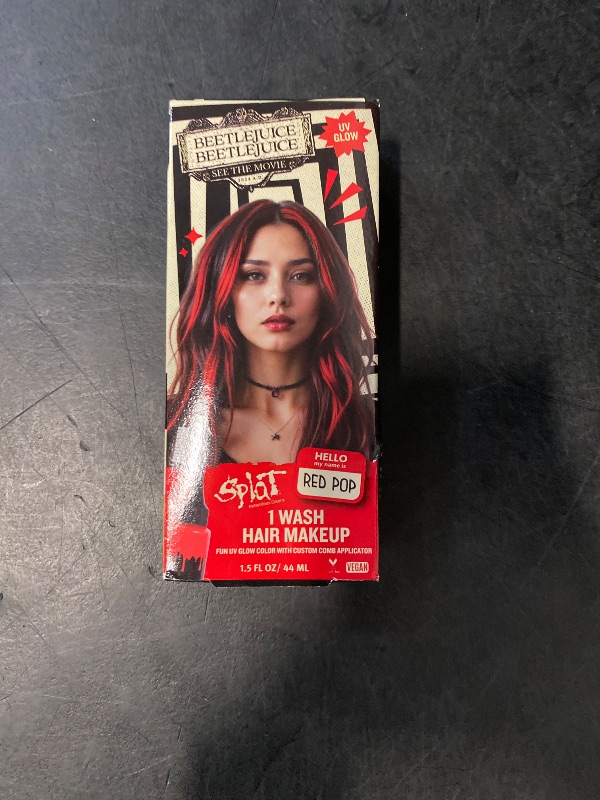 BEETLEJUICE
BEETLEJUICE
SEE THE MOVIE
UV
GLOW
HELLO
my name is
RED POP
Splat
1 WASH
HAIR MAKEUP
FUN UV GLOW COLOR WITH CUSTOM COMB APPLICATOR
1.5 FL OZ/ 44 ML
VEGAN